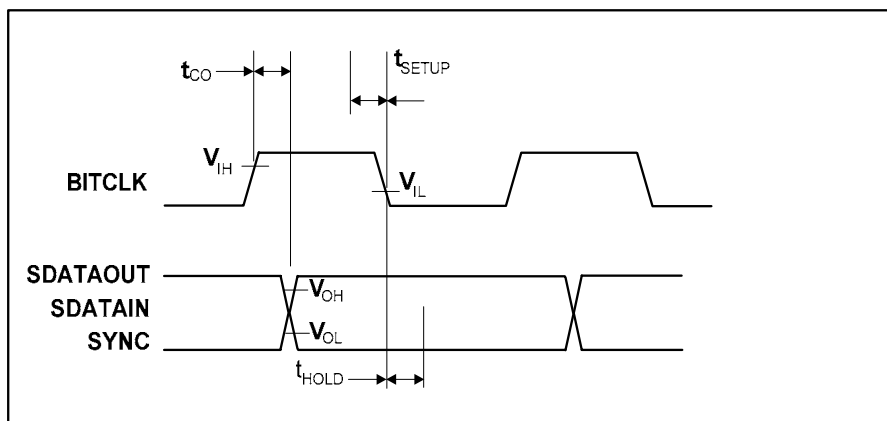 tCO
tSETUP
VIH
BITCLK
VIL
SDATAOUT
VOH
SDATAIN
SYNC
VOL
tHOLD